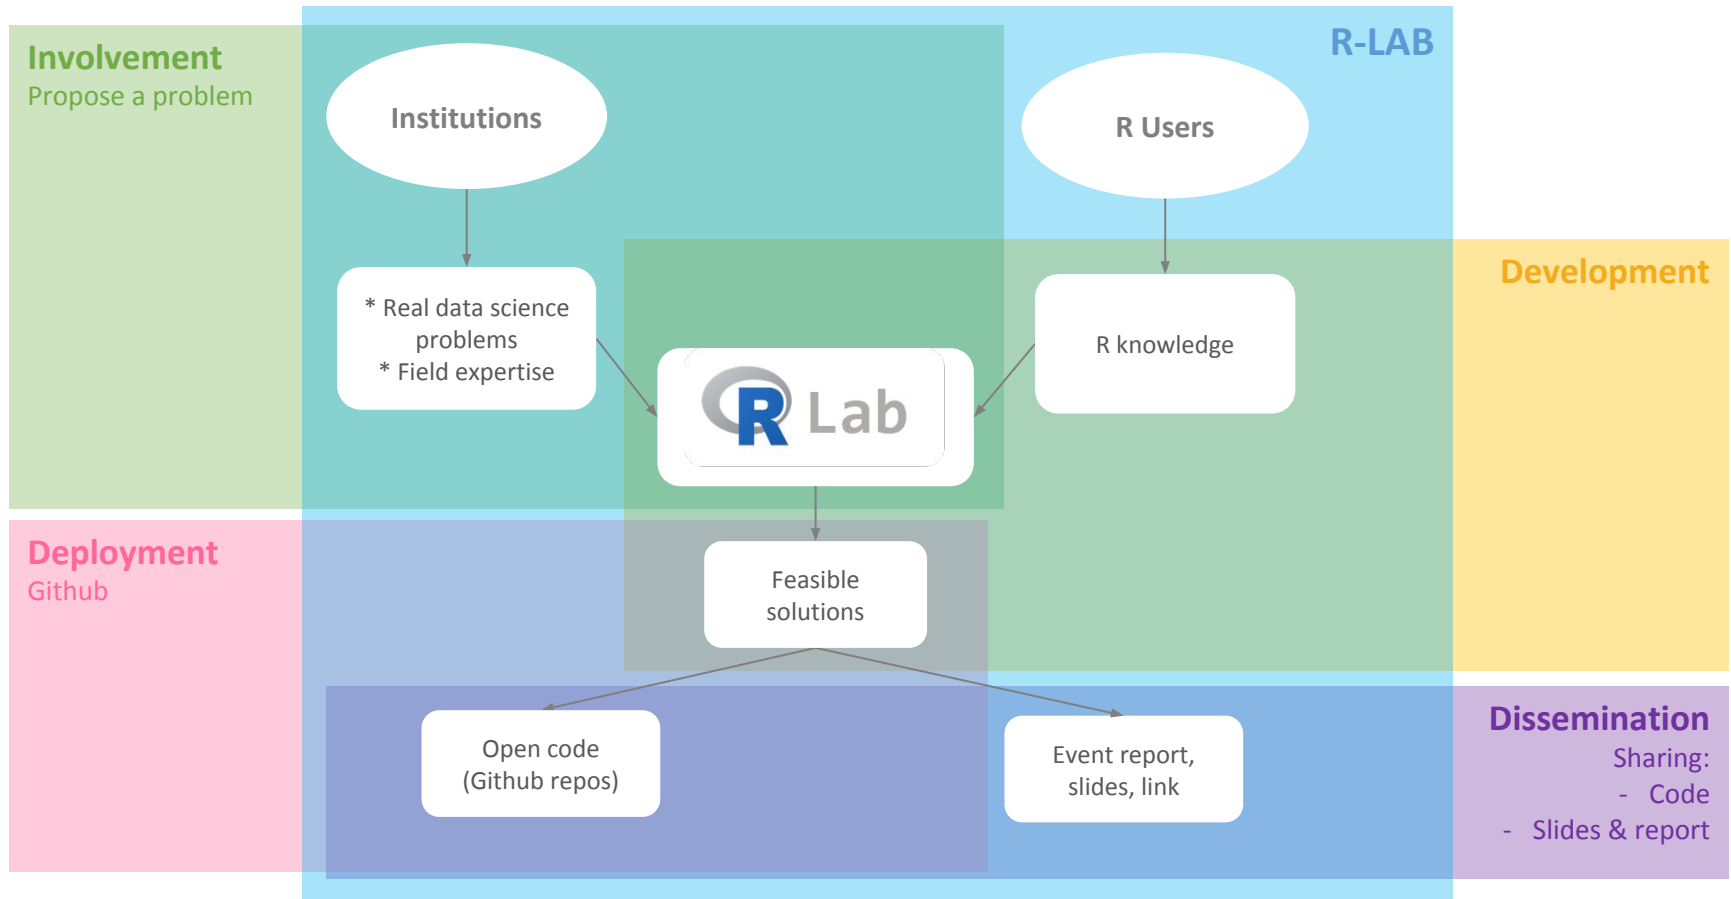 R-LAB
Involvement
Propose a problem
Institutions
R Users
Development
* Real data science
problems
* Field expertise
R knowledge
R Lab
Deployment
Github
Feasible
solutions
Dissemination
Sharing:
- Code
- Slides & report
Open code
(Github repos)
Event report,
slides, link